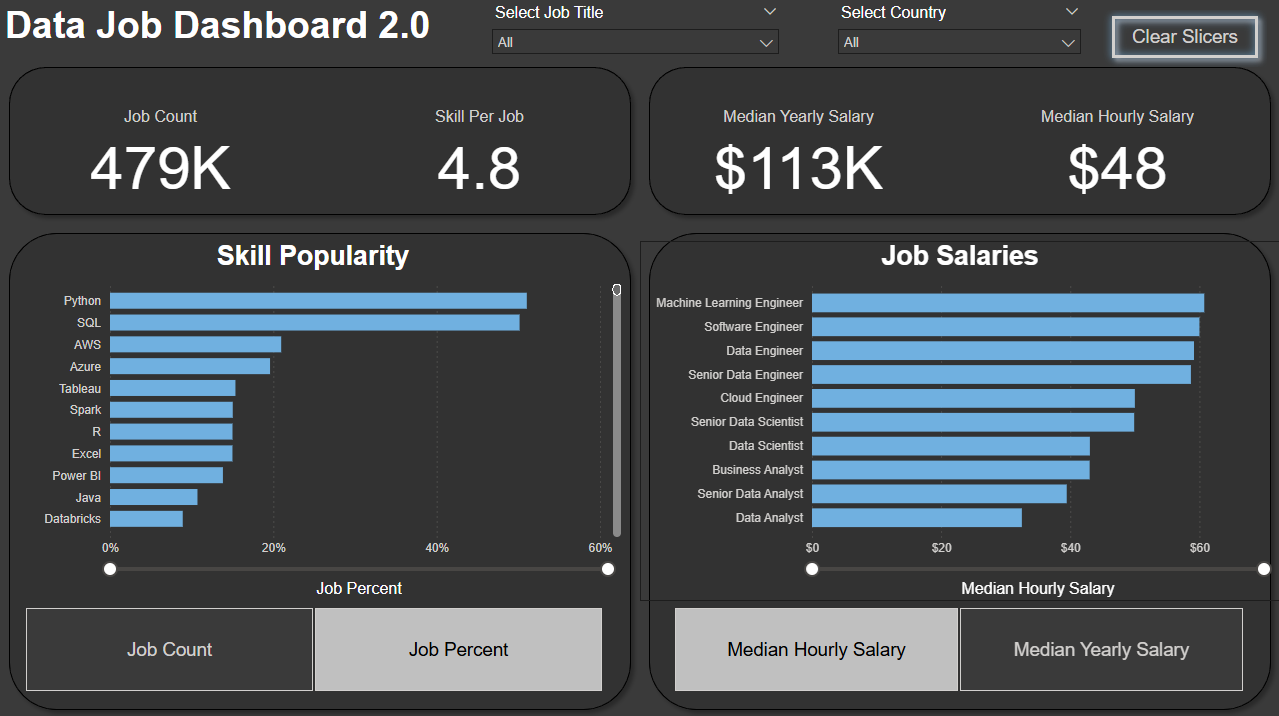 Data Job Dashboard 2.0
Select Job Title
All
Select Country
All
Clear Slicers
Job Count
479K
Skill Per Job
4.8
Median Yearly Salary
$113K
Median Hourly Salary
$48
Skill Popularity
Python
SQL
AWS
Azure
Tableau
Spark
R
Excel
Power BI
Java
Databricks
0% 20% 40% 60%
Job Percent
Job Count
Job Percent
Job Salaries
Machine Learning Engineer
Software Engineer
Data Engineer
Senior Data Engineer
Cloud Engineer
Senior Data Scientist
Data Scientist
Business Analyst
Senior Data Analyst
Data Analyst
$0 $20 $40 $60
Median Hourly Salary
Median Hourly Salary
Median Yearly Salary